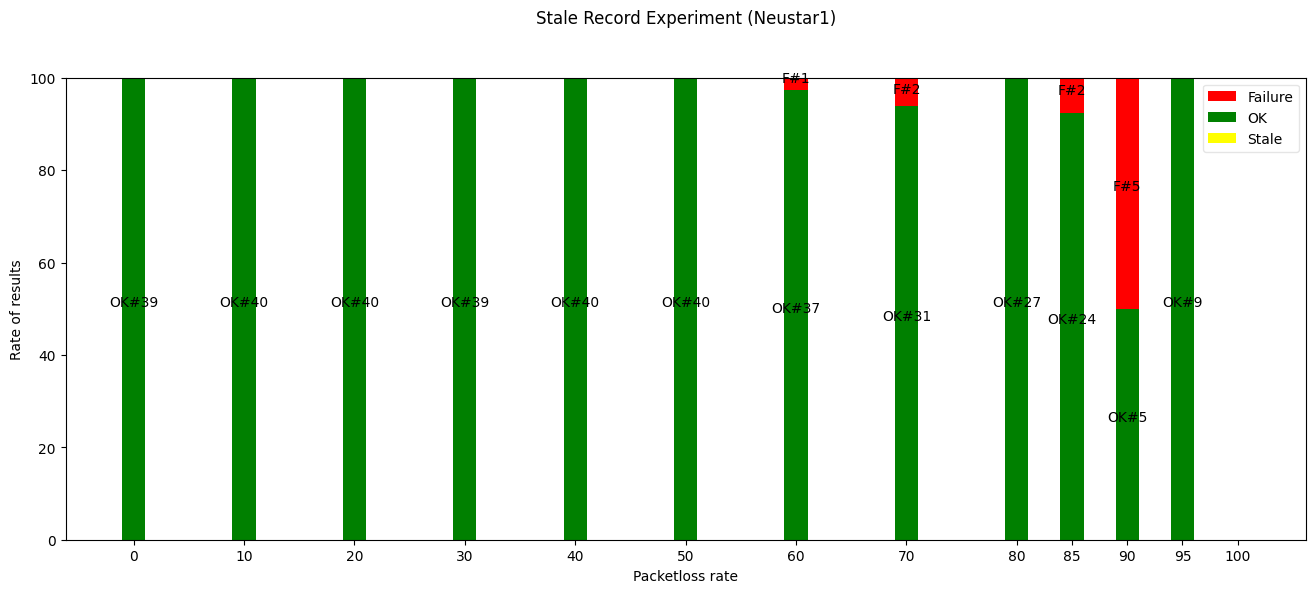 Stale Record Experiment (Neustar1)
Rate of results
100
80
60
40
20
0
F#1
F#2
F#2
F#5
OK#39
OK#40
OK#40
OK#39
OK#40
OK#40
OK#37
OK#31
OK#27
OK#24
OK#5
OK#9
Failure
OK
Stale
0 10 20 30 40 50 60 70 80 85 90 95 100
Packetloss rate